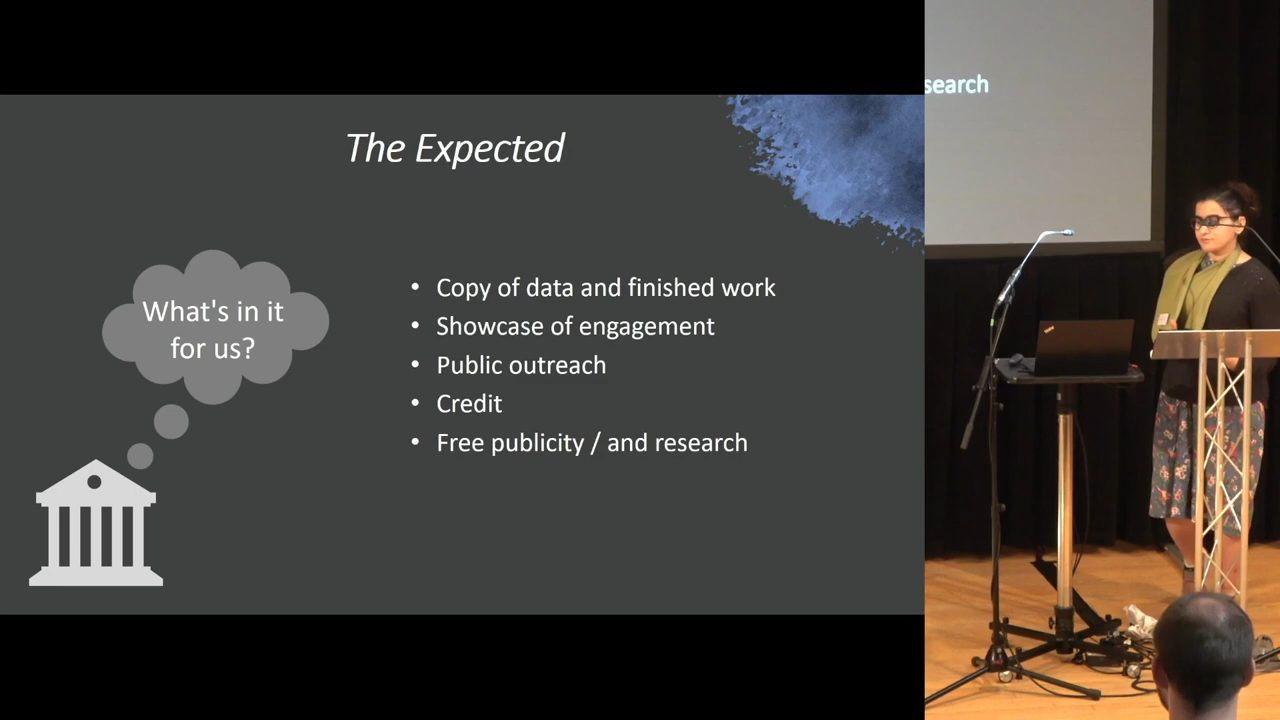 The Expected
What's in it
for us?
• Copy of data and finished work
• Showcase of engagement
• Public outreach
• Credit
• Free publicity / and research
search